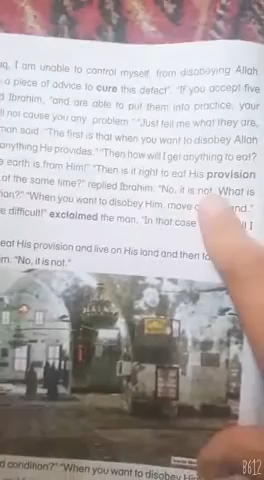 aq, I am unable to control myself, from disobeying Allah
a piece of advice to cure this defect". "If you accept five
d Ibrahim, "and are able to put them into practice, your
ll not cause you any problem." "Just tell me what they are,
man said. "The first is that when you want to disobey Allah
anything He provides." "Then how will I get anything to eat?
e earth is from Him!" "Then is it right to eat His provision
at the same time?" replied Ibrahim. "No, it is not. What is
"When you want to disobey Him, move and."
e difficult!" exclaimed the man. "In that case I
eat His provision and live on His land and then
m. "No, it is not."
d condition?" "When you want to disobey Hi
B612